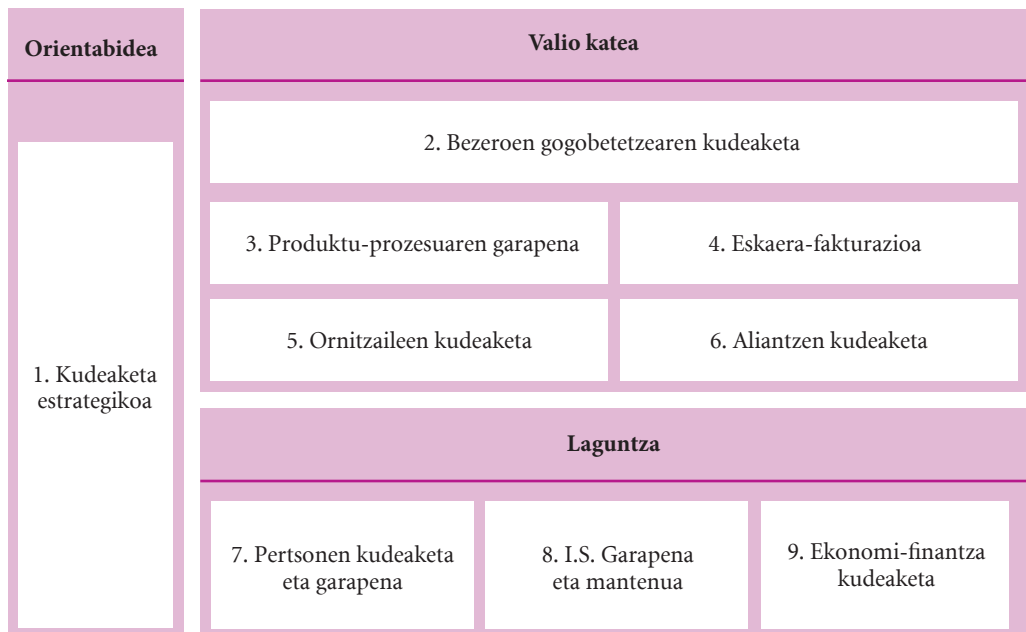 Orientabidea
1. Kudeaketa
estrategikoa
Valio katea
2. Bezeroen gogobetetzearen kudeaketa
3. Produktu-prozesuaren garapena
4. Eskaera-fakturazioa
5. Ornitzaileen kudeaketa
6. Aliantzen kudeaketa
Laguntza
7. Pertsonen kudeaketa
eta garapena
8. I.S. Garapena
eta mantenua
9. Ekonomi-finantza
kudeaketa